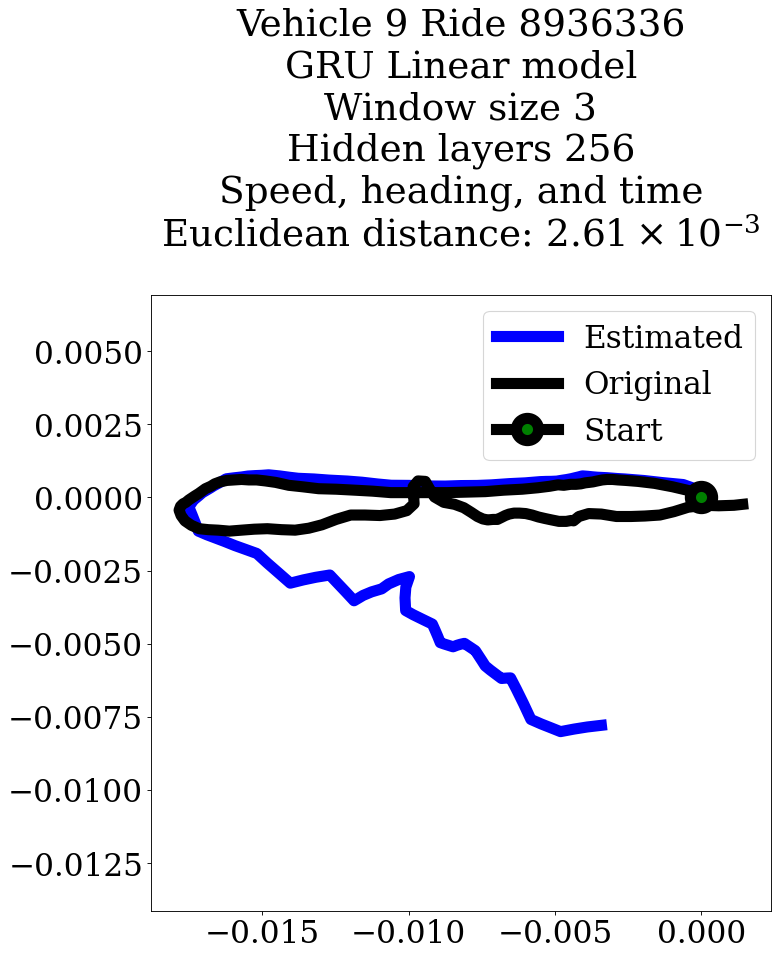 Vehicle 9 Ride 8936336
GRU Linear model
Window size 3
Hidden layers 256
Speed, heading, and time
Euclidean distance: 2.61 × 10⁻³
Estimated
Original
Start
0.0050
0.0025
0.0000
−0.0025
−0.0050
−0.0075
−0.0100
−0.0125
−0.015 −0.010 −0.005 0.000